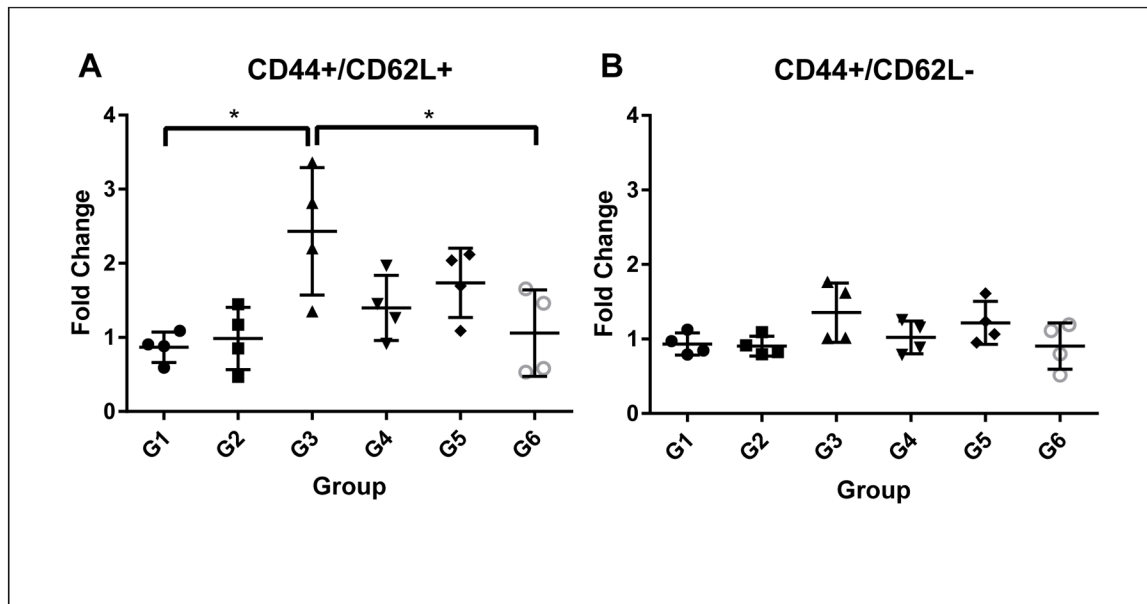 A
CD44+/CD62L+
* *
4
3
2
1
0
Fold Change
G1 G2 G3 G4 G5 G6
Group
B
CD44+/CD62L-
4
3
2
1
0
Fold Change
G1 G2 G3 G4 G5 G6
Group